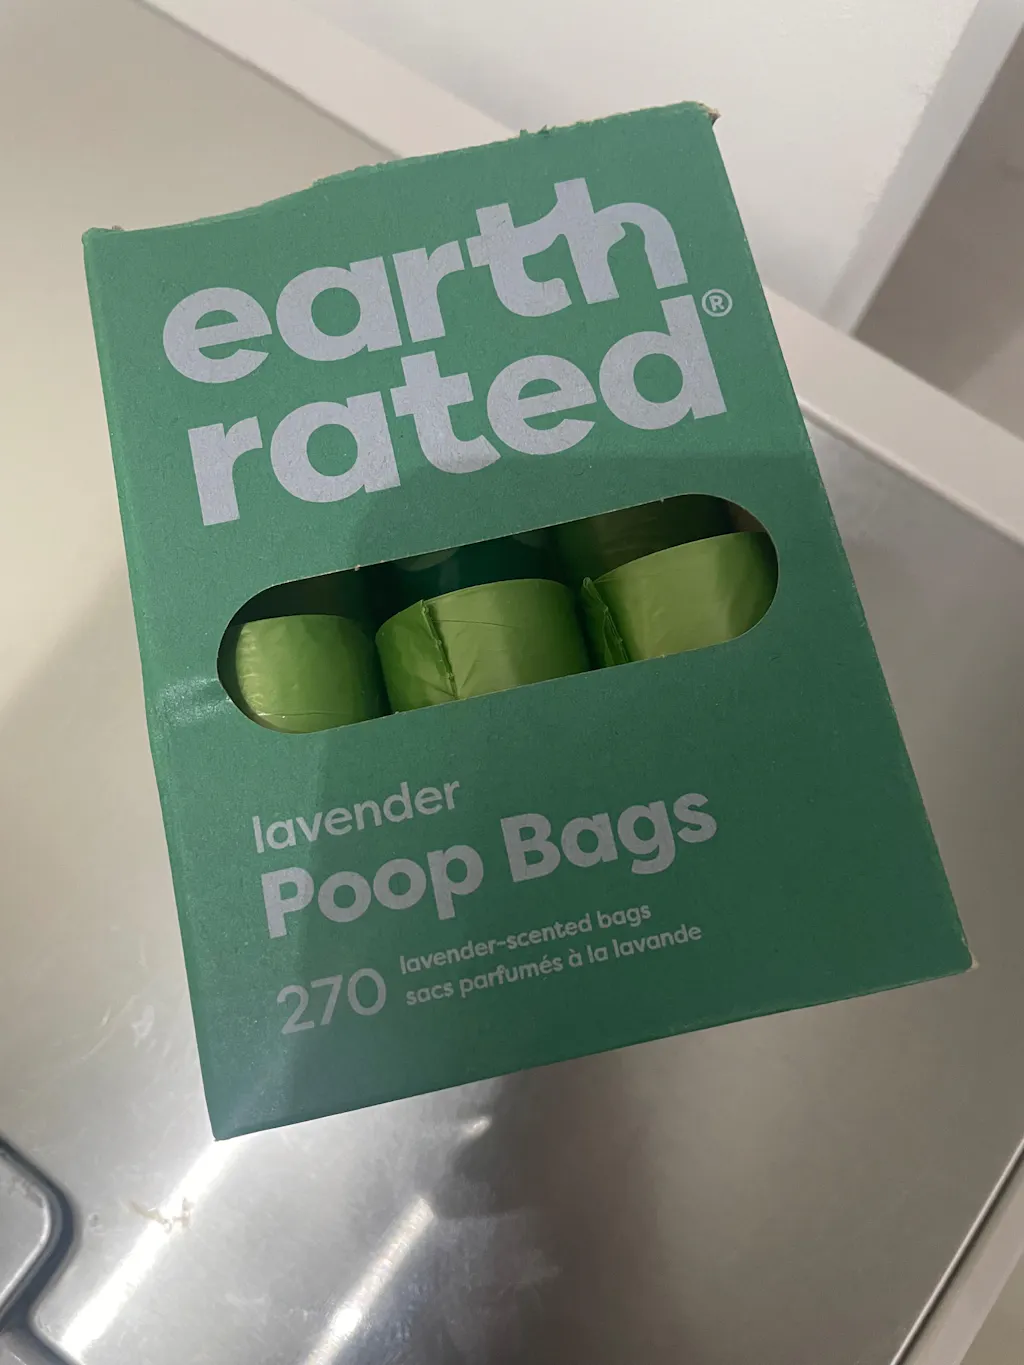 earth
rated®
lavender
Poop Bags
270
lavender-scented bags
sacs parfumés à la lavande